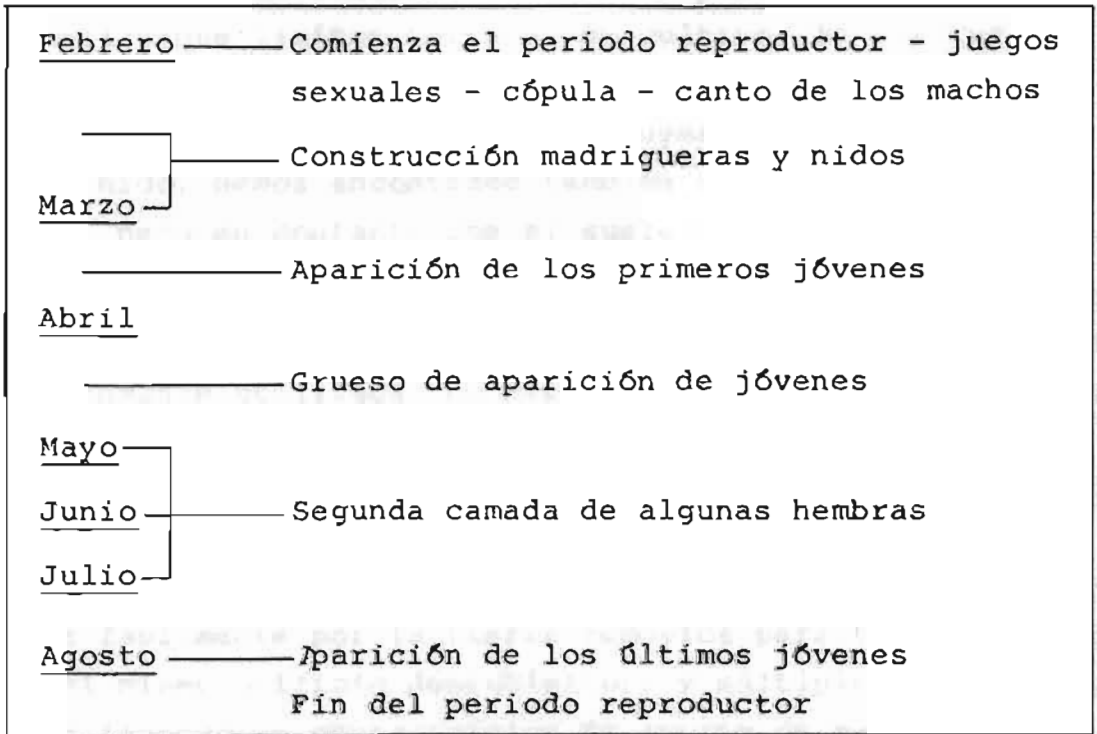 Febrero Comienza el periodo reproductor - juegos
sexuales - cópula - canto de los machos
Construcción madrigueras y nidos
Marzo
Aparición de los primeros jóvenes
Abril
Grueso de aparición de jóvenes
Mayo
Junio Segunda camada de algunas hembras
Julio
Agosto Aparición de los últimos jóvenes
Fin del periodo reproductor